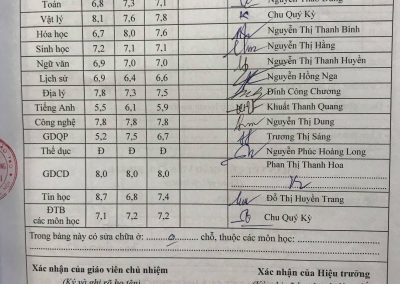 Toán 6,8 7,3 7,1 Nguyễn Thảo Dung
Vật lý 8,1 7,6 7,8 Chu Quý Kỳ
Hóa học 6,7 8,0 7,6 Nguyễn Thị Thanh Bình
Sinh học 7,2 7,1 7,1 Nguyễn Thị Hằng
Ngữ văn 6,9 7,0 7,0 Nguyễn Thị Thanh Huyền
Lịch sử 6,9 6,4 6,6 Nguyễn Hồng Nga
Địa lý 7,8 7,3 7,5 Đinh Công Chương
Tiếng Anh 5,5 6,1 5,9 Khuất Thanh Quang
Công nghệ 7,8 7,8 7,8 Nguyễn Thị Dung
GDQP 5,2 7,5 6,7 Trương Thị Sáng
Thể dục Đ Đ Đ Nguyễn Phúc Hoàng Long
GDCD 8,0 8,0 8,0 Phan Thị Thanh Hoa
Tin học 8,7 6,8 7,4 Đỗ Thị Huyền Trang
ĐTB
các môn học 7,1 7,2 7,2 Chu Quý Kỳ
Trong bảng này có sửa chữa ở: 0 chỗ, thuộc các môn học:
Xác nhận của giáo viên chủ nhiệm Xác nhận của Hiệu trưởng
(Ký và ghi rõ họ tên)